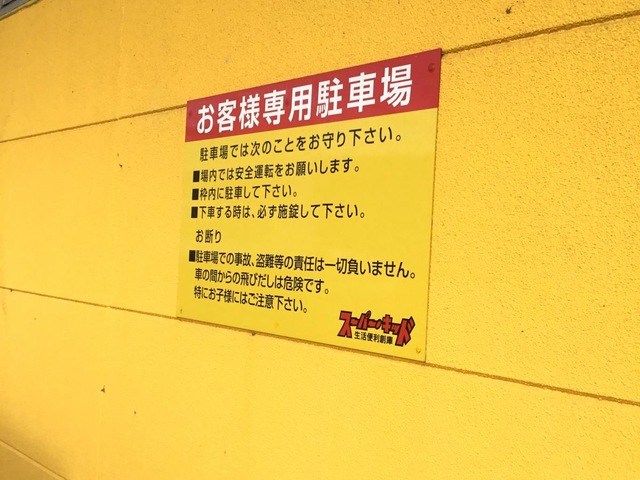 お客様専用駐車場
駐車場では次のことをお守り下さい。
■場内では安全運転をお願いします。
■枠内に駐車して下さい。
■下車する時は、必ず施錠して下さい。
お断り
■駐車場での事故、盗難等の責任は一切負いません。
車の間からの飛びだしは危険です。
特にお子様にはご注意下さい。
スーパー・キッド
生活便利創庫